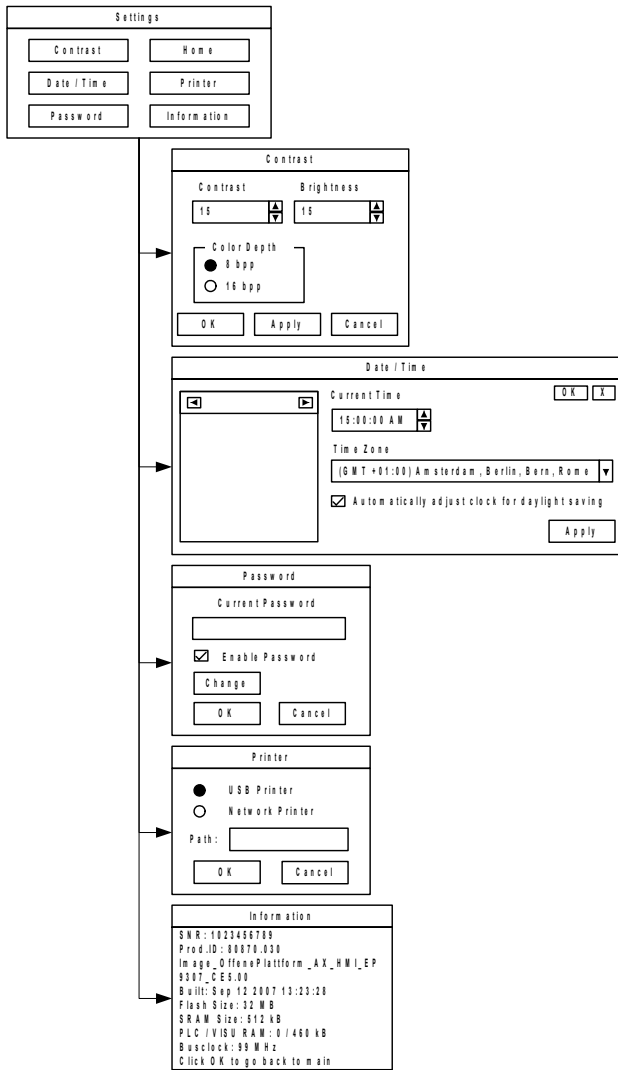 Settings
Contrast Home
Date / Time Printer
Password Information
Contrast
Contrast Brightness
15 15
Color Depth
8 bpp
16 bpp
OK Apply Cancel
Date / Time
Current Time OK X
15:00:00 AM
Time Zone
(GMT +01:00) Amsterdam, Berlin, Bern, Rome
Automatically adjust clock for daylight saving
Apply
Password
Current Password
Enable Password
Change
OK Cancel
Printer
USB Printer
Network Printer
Path:
OK Cancel
Information
SNR: 1023456789
Prod.ID: 80870.030
Image_OffenePlattform_AX_HMI_EP
9307_CE5.00
Built: Sep 12 2007 13:23:28
Flash Size: 32 MB
SRAM Size: 512 kB
PLC / VISU RAM: 0 / 460 kB
Busclock: 99 MHz
Click OK to go back to main